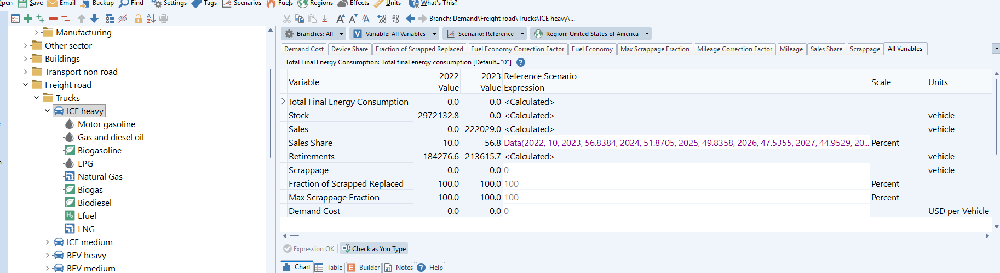 Open Save Email Backup Find Settings Tags Scenarios Fuels Regions Effects Units What's This?
Branch: Demand\Freight road\Trucks\ICE heavy\...
Branches: All Variable: All Variables Scenario: Reference Region: United States of America
Demand Cost Device Share Fraction of Scrapped Replaced Fuel Economy Correction Factor Fuel Economy Max Scrappage Fraction Mileage Correction Factor Mileage Sales Share Scrappage All Variables
Total Final Energy Consumption: Total final energy consumption [Default="0"]
Manufacturing
Other sector
Buildings
Transport non road
Freight road
Trucks
ICE heavy
Motor gasoline
Gas and diesel oil
Biogasoline
LPG
Natural Gas
Biogas
Biodiesel
Efuel
LNG
ICE medium
BEV heavy
BEV medium
Variable 2022 Value 2023 Value Reference Scenario Expression Scale Units
Total Final Energy Consumption 0.0 0.0 <Calculated>
Stock 2972132.8 0.0 <Calculated> vehicle
Sales 0.0 222029.0 <Calculated> vehicle
Sales Share 10.0 56.8 Data(2022, 10, 2023, 56.8384, 2024, 51.8705, 2025, 49.8358, 2026, 47.5355, 2027, 44.9529, 20... Percent
Retirements 184276.6 213615.7 <Calculated> vehicle
Scrappage 0.0 0.0 0 vehicle
Fraction of Scrapped Replaced 100.0 100.0 100 Percent
Max Scrappage Fraction 100.0 100.0 100 Percent
Demand Cost 0.0 0.0 0 USD per Vehicle
Expression OK Check as You Type
Chart Table Builder Notes Help